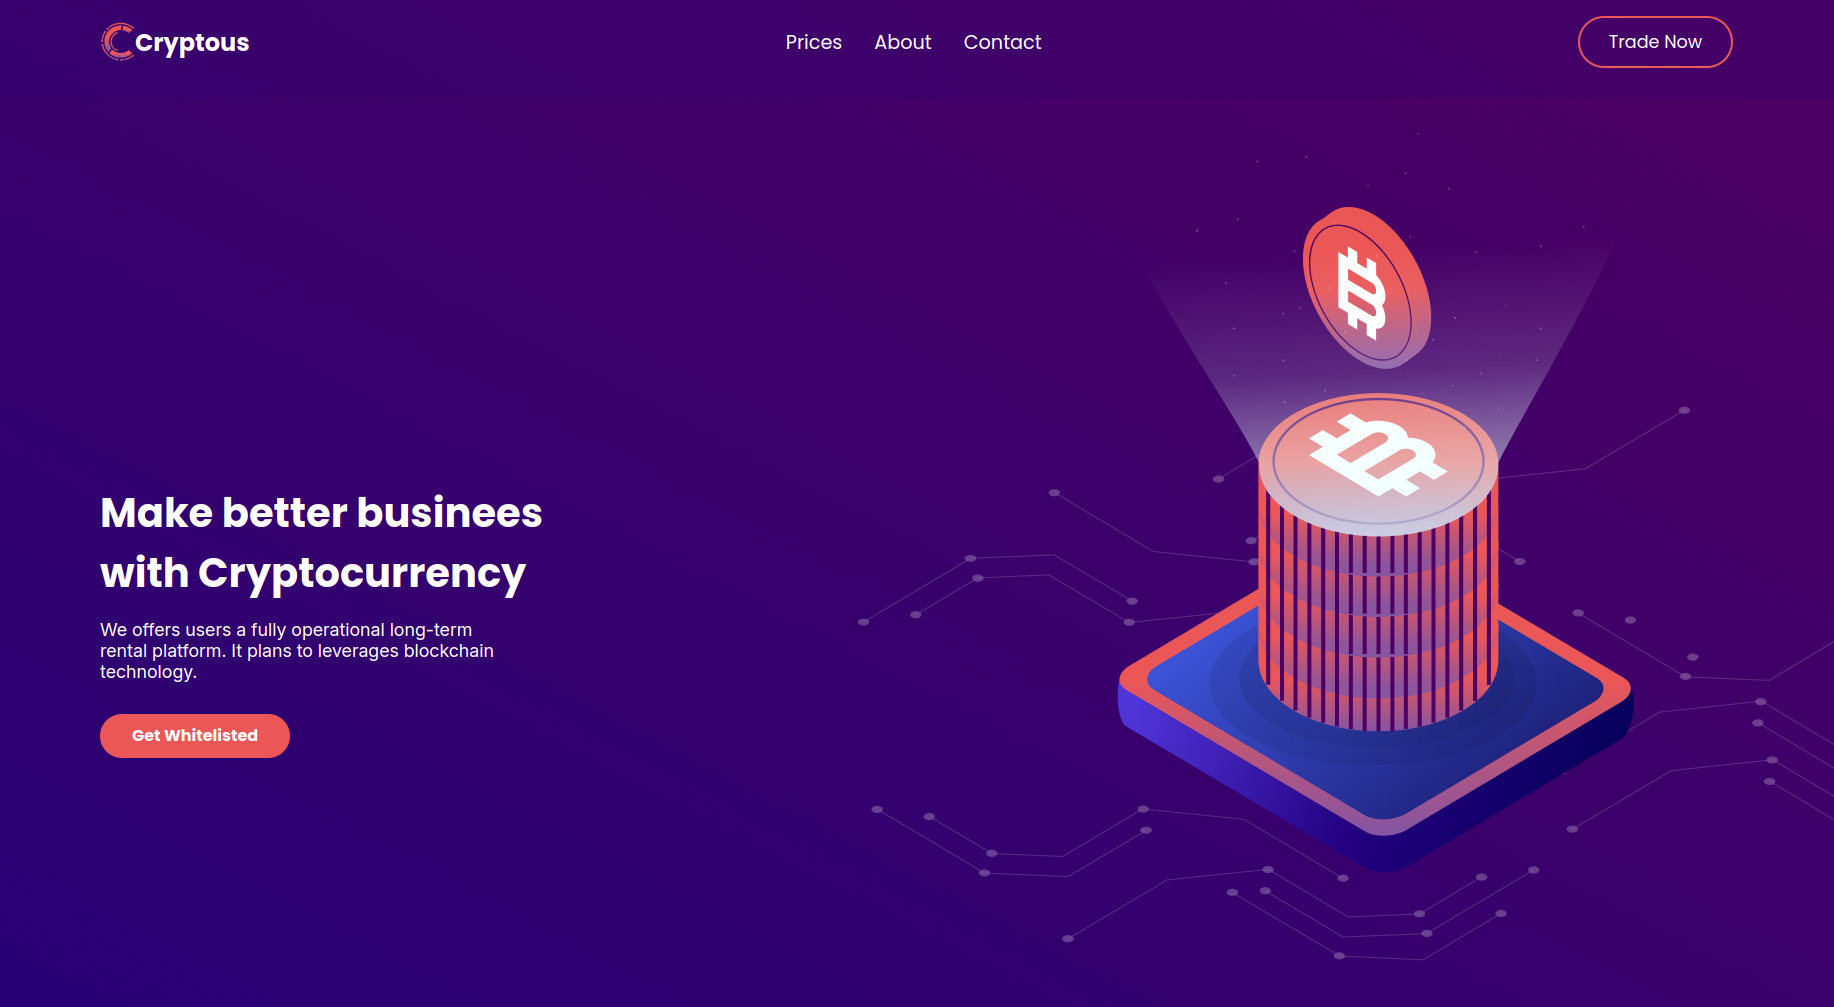 Cryptous
Prices About Contact
Trade Now
Make better businees
with Cryptocurrency
We offers users a fully operational long-term
rental platform. It plans to leverages blockchain
technology.
Get Whitelisted